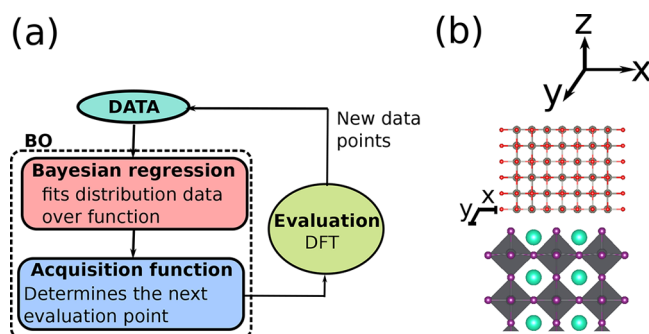 (a)
DATA
New data
points
BO
Bayesian regression
fits distribution data
over function
Evaluation
DFT
Acquisition function
Determines the next
evaluation point
(b)
z
x
y
x
y